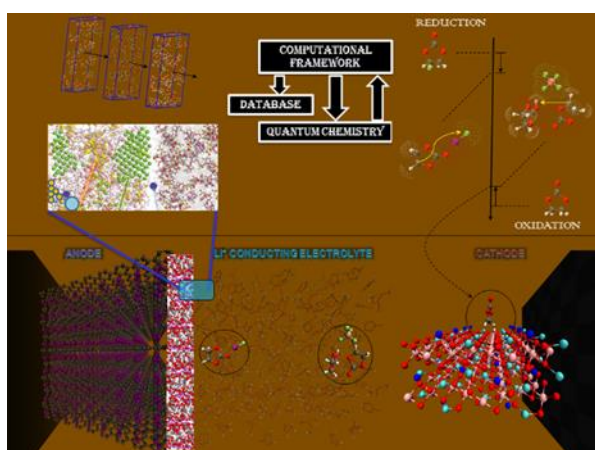 REDUCTION
COMPUTATIONAL
FRAMEWORK
DATABASE
QUANTUM CHEMISTRY
OXIDATION
ANODE
CONDUCTING ELECTROLYTE
CATHODE